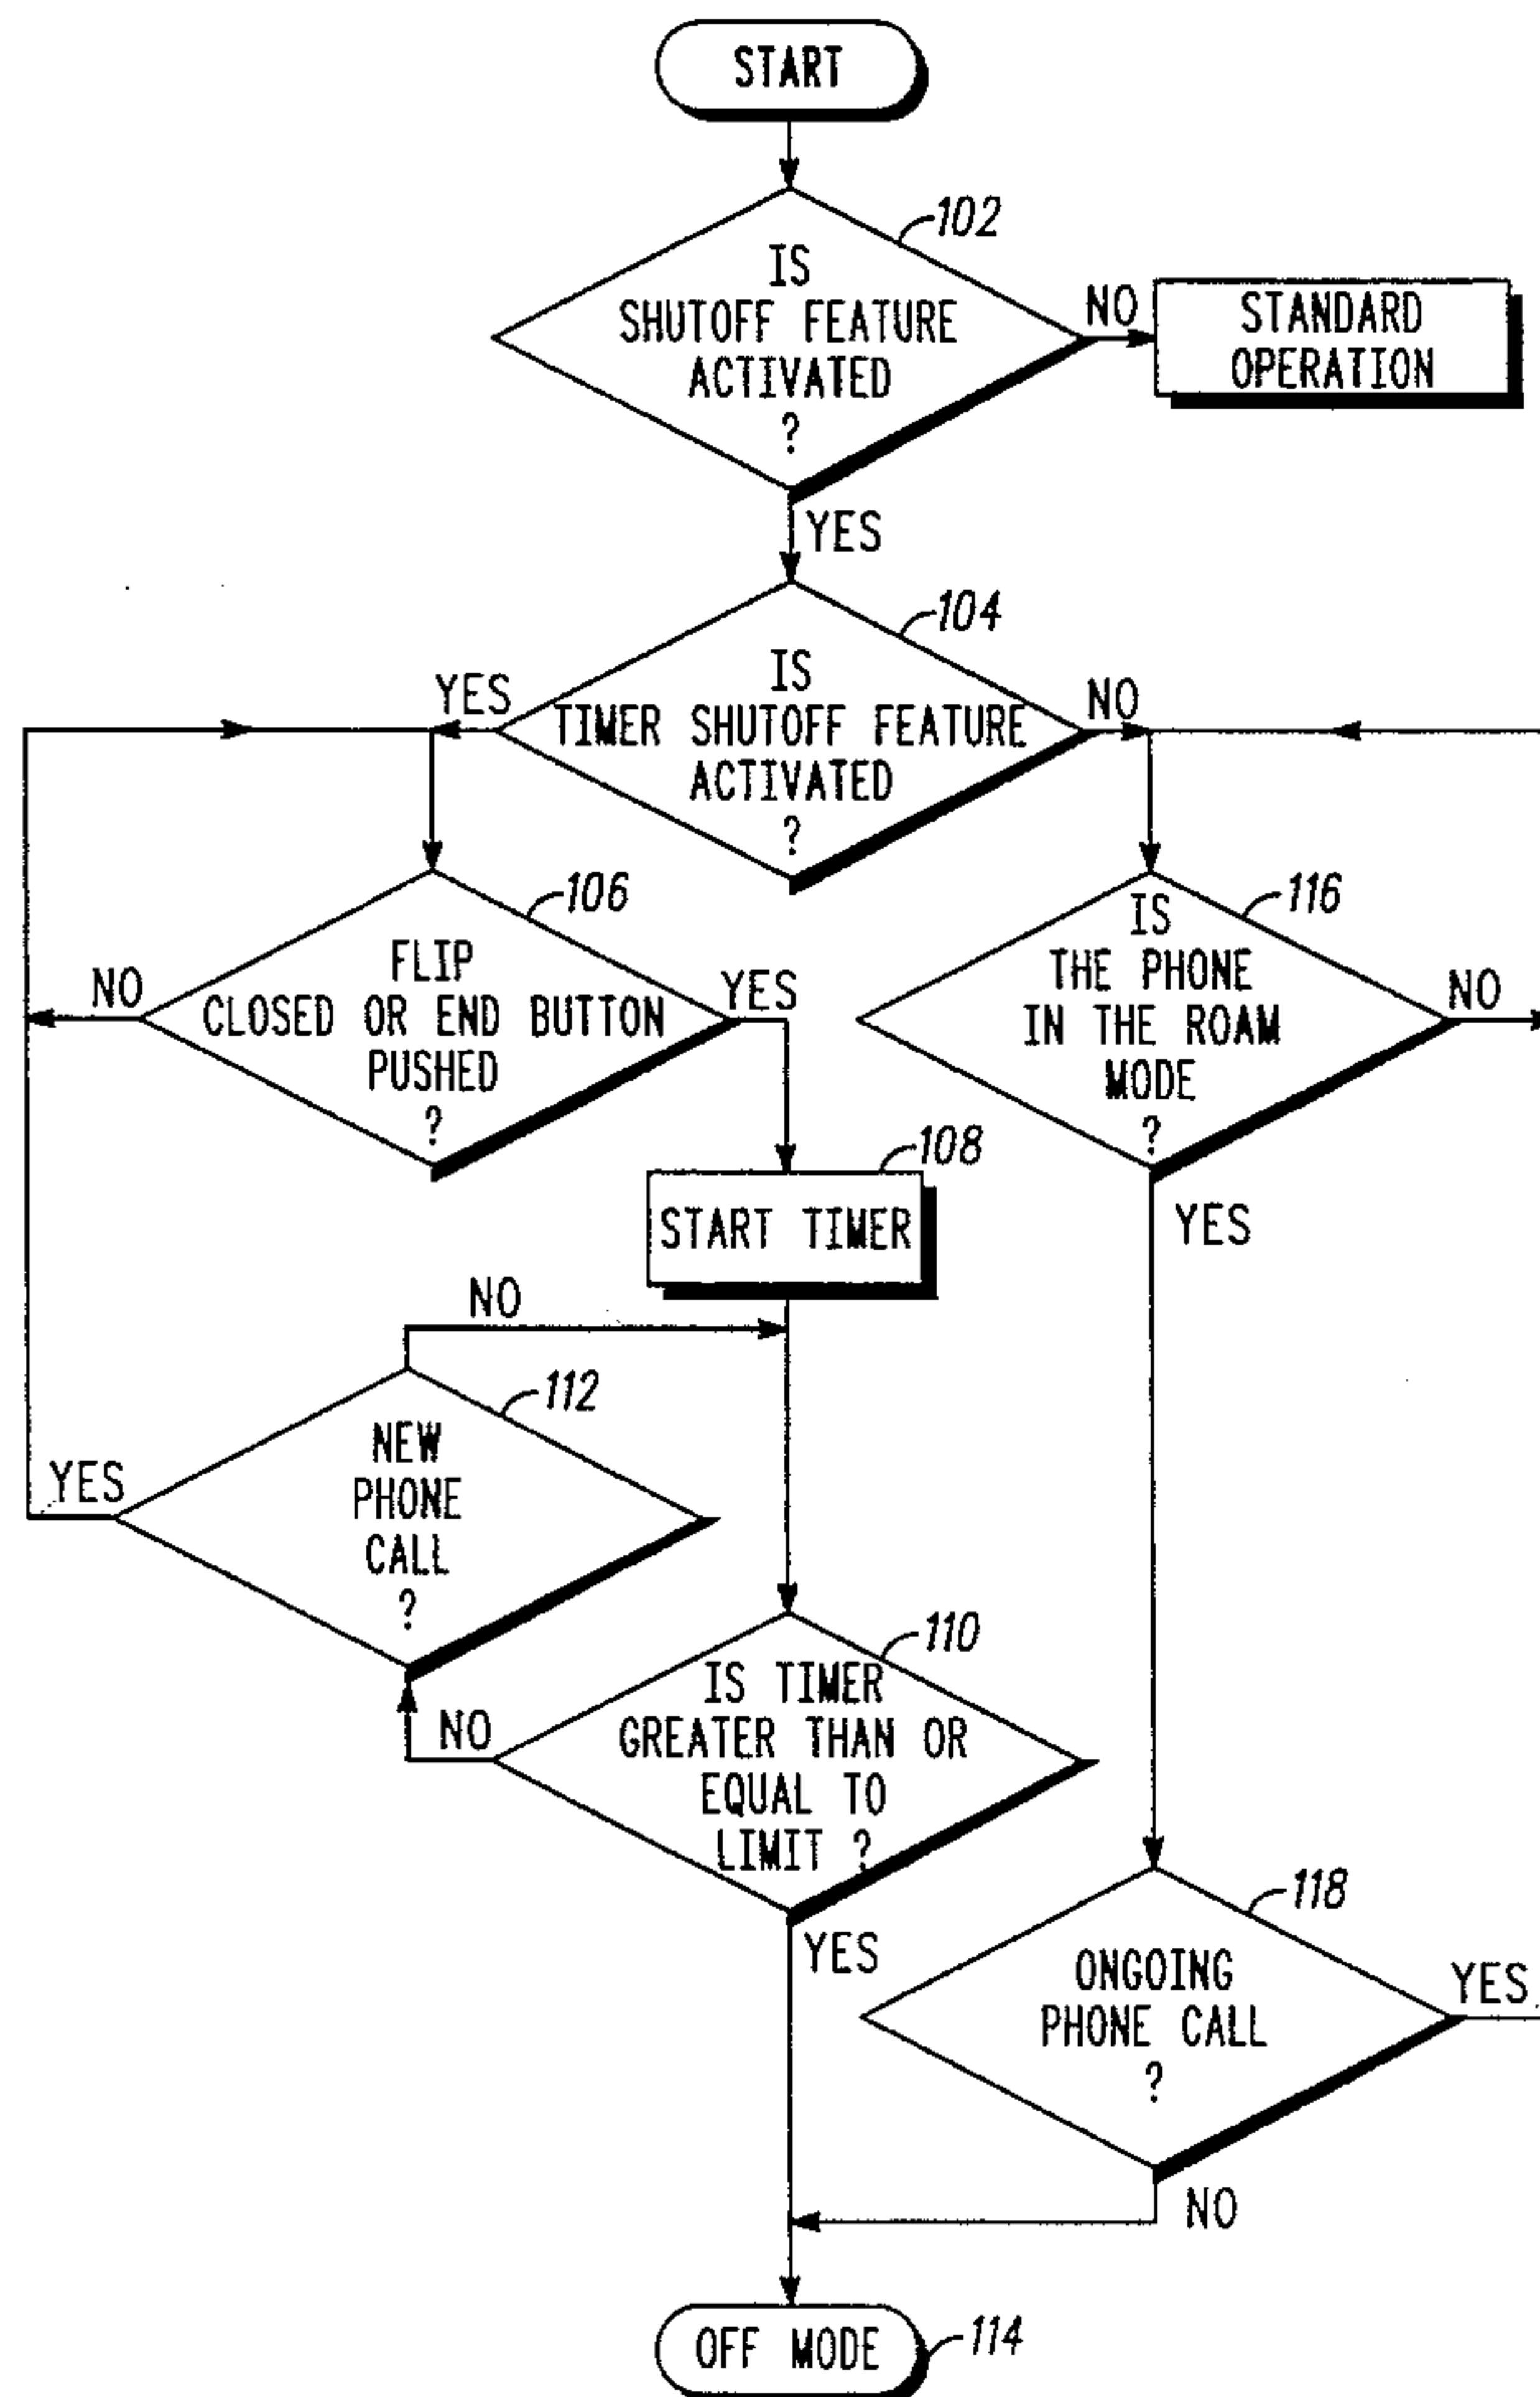 START
102
IS
SHUTOFF FEATURE
ACTIVATED
?
NO
STANDARD
OPERATION
YES
104
IS
TIMER SHUTOFF FEATURE
ACTIVATED
?
YES
NO
106
FLIP
CLOSED OR END BUTTON
PUSHED
?
NO
YES
116
IS
THE PHONE
IN THE ROAM
MODE
?
NO
YES
108
START TIMER
NO
112
NEW
PHONE
CALL
?
YES
110
IS TIMER
GREATER THAN OR
EQUAL TO
LIMIT ?
NO
YES
118
ONGOING
PHONE CALL
?
YES
NO
OFF MODE
114